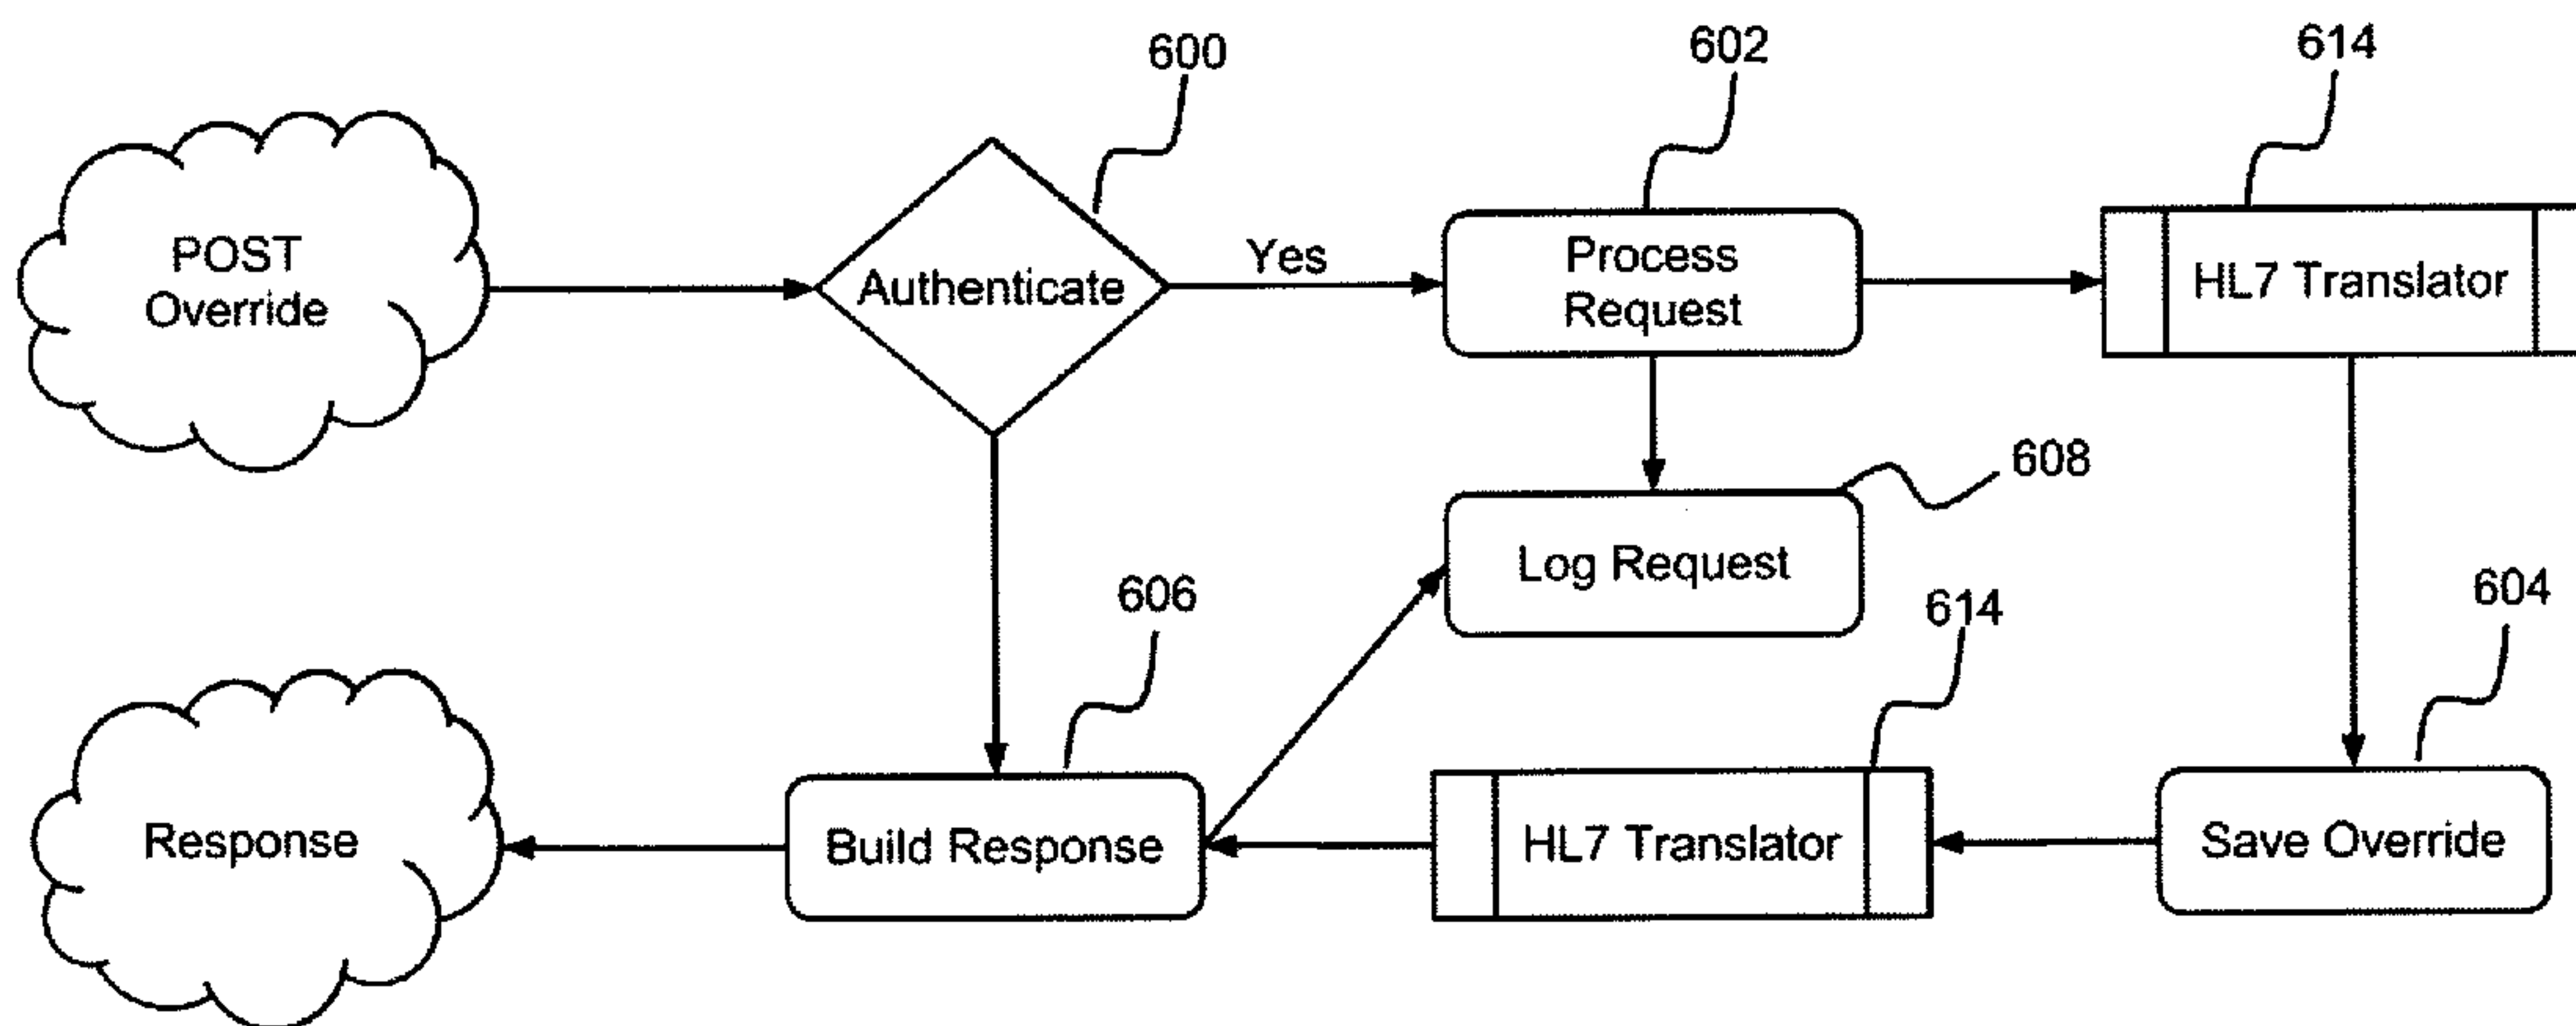 600
602
614
POST
Override
Authenticate
Yes
Process
Request
HL7 Translator
608
Log Request
606
614
604
Response
Build Response
HL7 Translator
Save Override